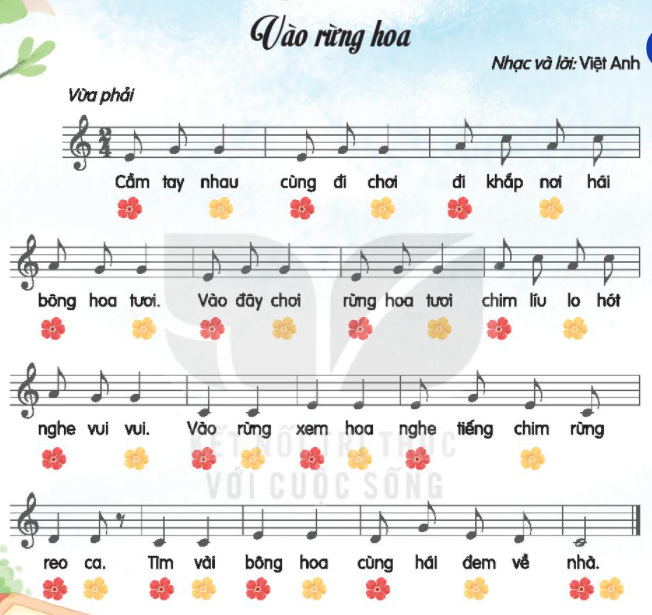 Vào rừng hoa
Nhạc và lời: Việt Anh
Vừa phải
2
4
Cầm tay nhau cùng đi chơi đi khắp nơi hái
bông hoa tươi. Vào đây chơi rừng hoa tươi chim líu lo hót
nghe vui vui. Vào rừng xem hoa nghe tiếng chim rừng
KẾT NỐI TRI THỨC
VỚI CUỘC SỐNG
reo ca. Tìm vài bông hoa cùng hái đem về nhà.